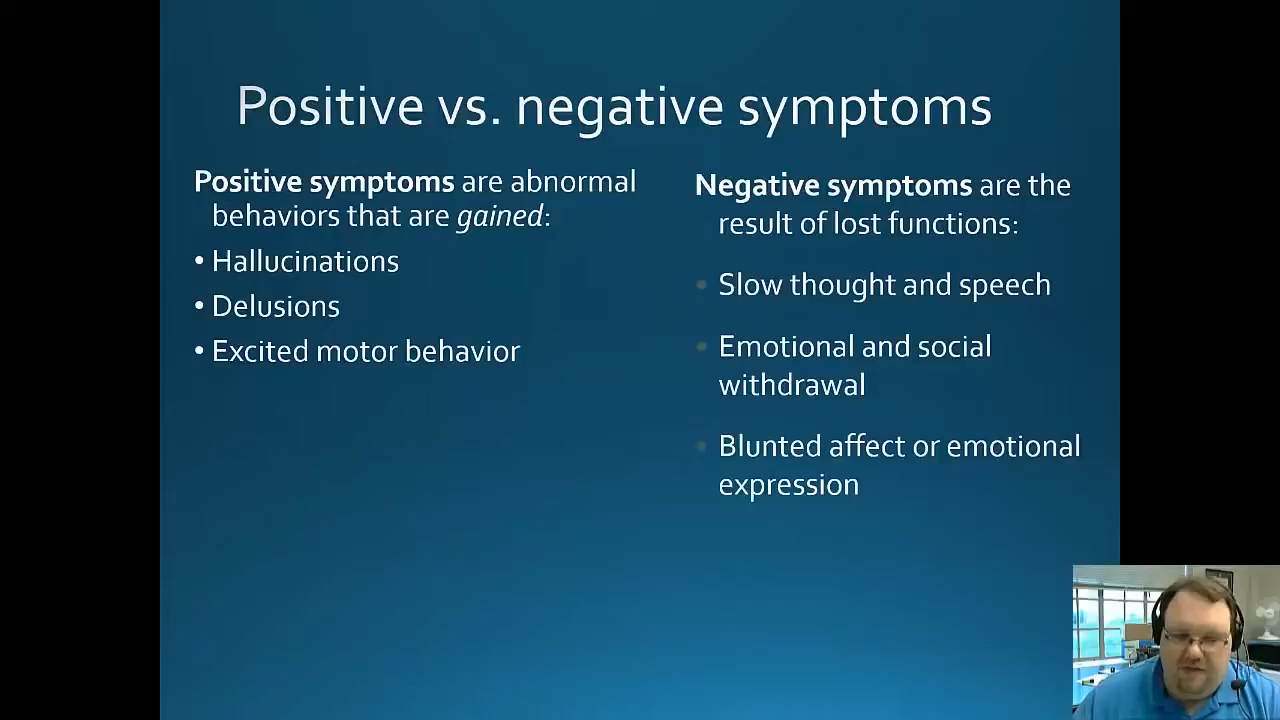 Positive vs. negative symptoms
Positive symptoms are abnormal
behaviors that are gained:
• Hallucinations
• Delusions
• Excited motor behavior
Negative symptoms are the
result of lost functions:
• Slow thought and speech
• Emotional and social
withdrawal
• Blunted affect or emotional
expression